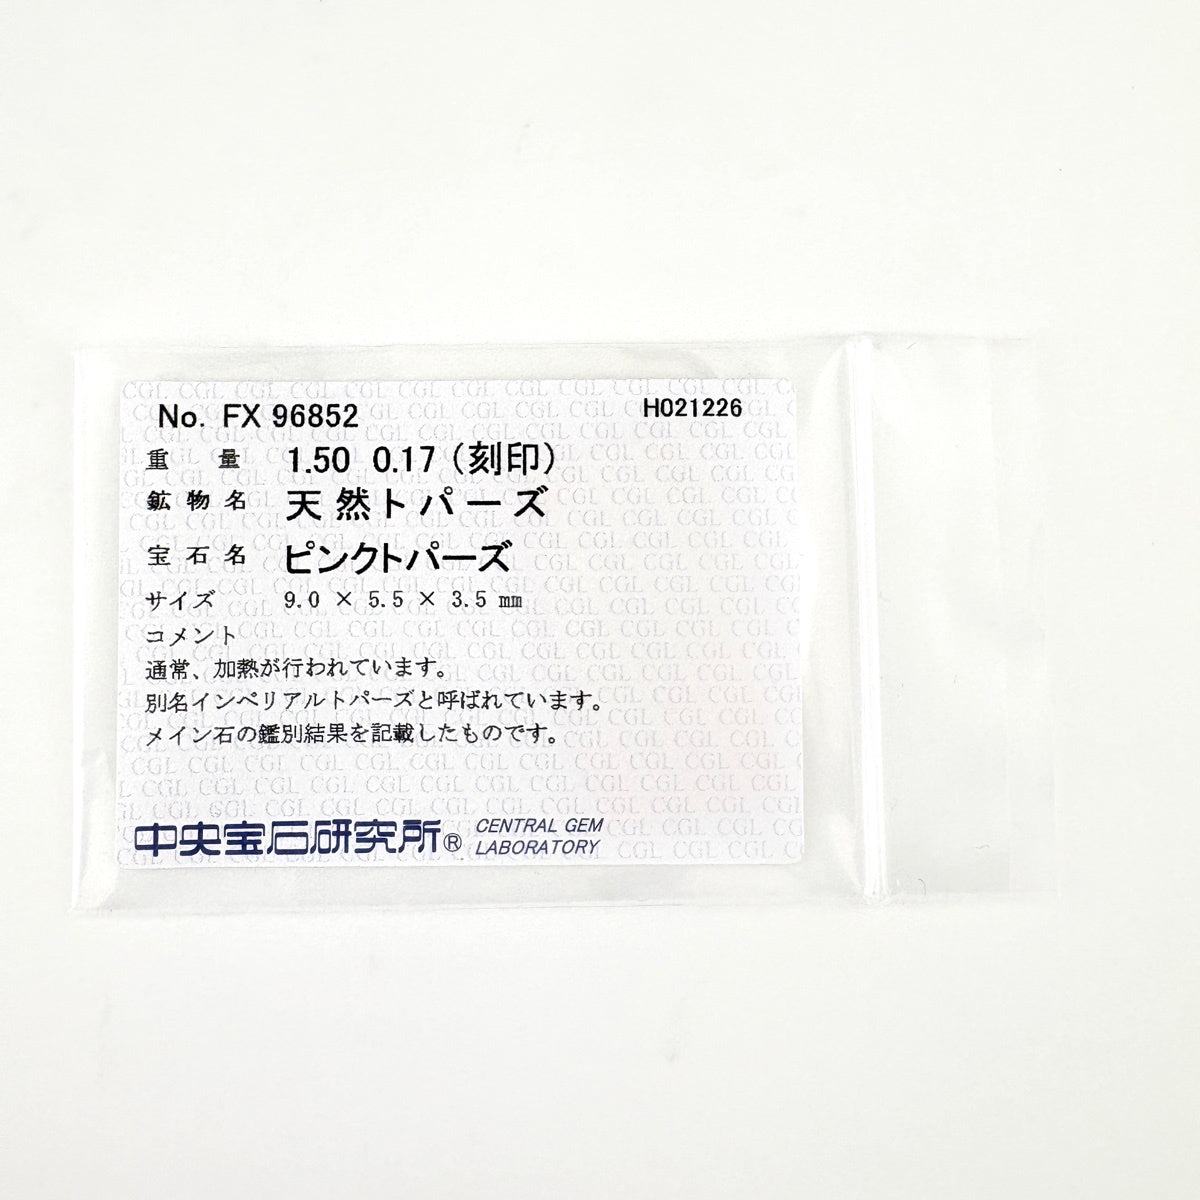 No. FX 96852
H021226
重量 1.50 0.17 (刻印)
鉱物名 天然トパーズ
宝石名 ピンクトパーズ
サイズ 9.0 × 5.5 × 3.5 ㎜
コメント
通常、加熱が行われています。
別名インペリアルトパーズと呼ばれています。
メイン石の鑑別結果を記載したものです。
中央宝石研究所® CENTRAL GEM
LABORATORY